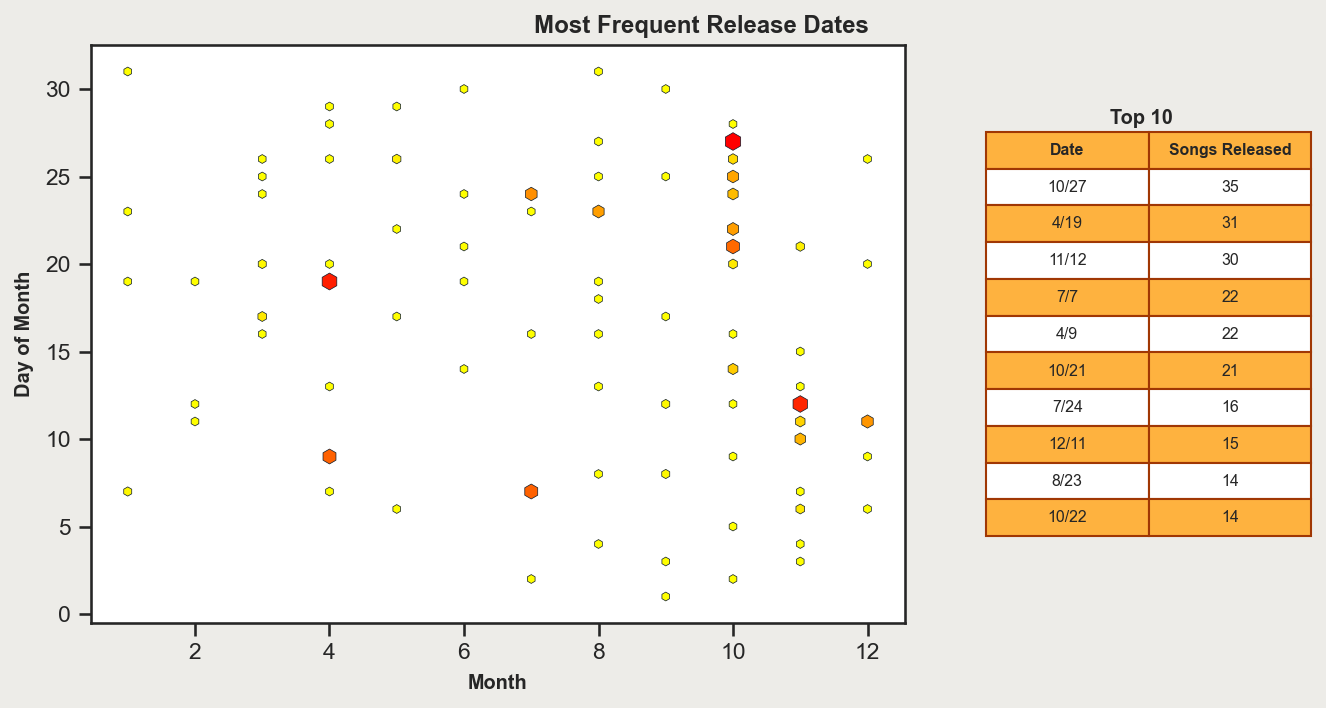 Most Frequent Release Dates
30
25
20
15
10
5
0
Day of Month
2 4 6 8 10 12
Month
Top 10
Date Songs Released
10/27 35
4/19 31
11/12 30
7/7 22
4/9 22
10/21 21
7/24 16
12/11 15
8/23 14
10/22 14